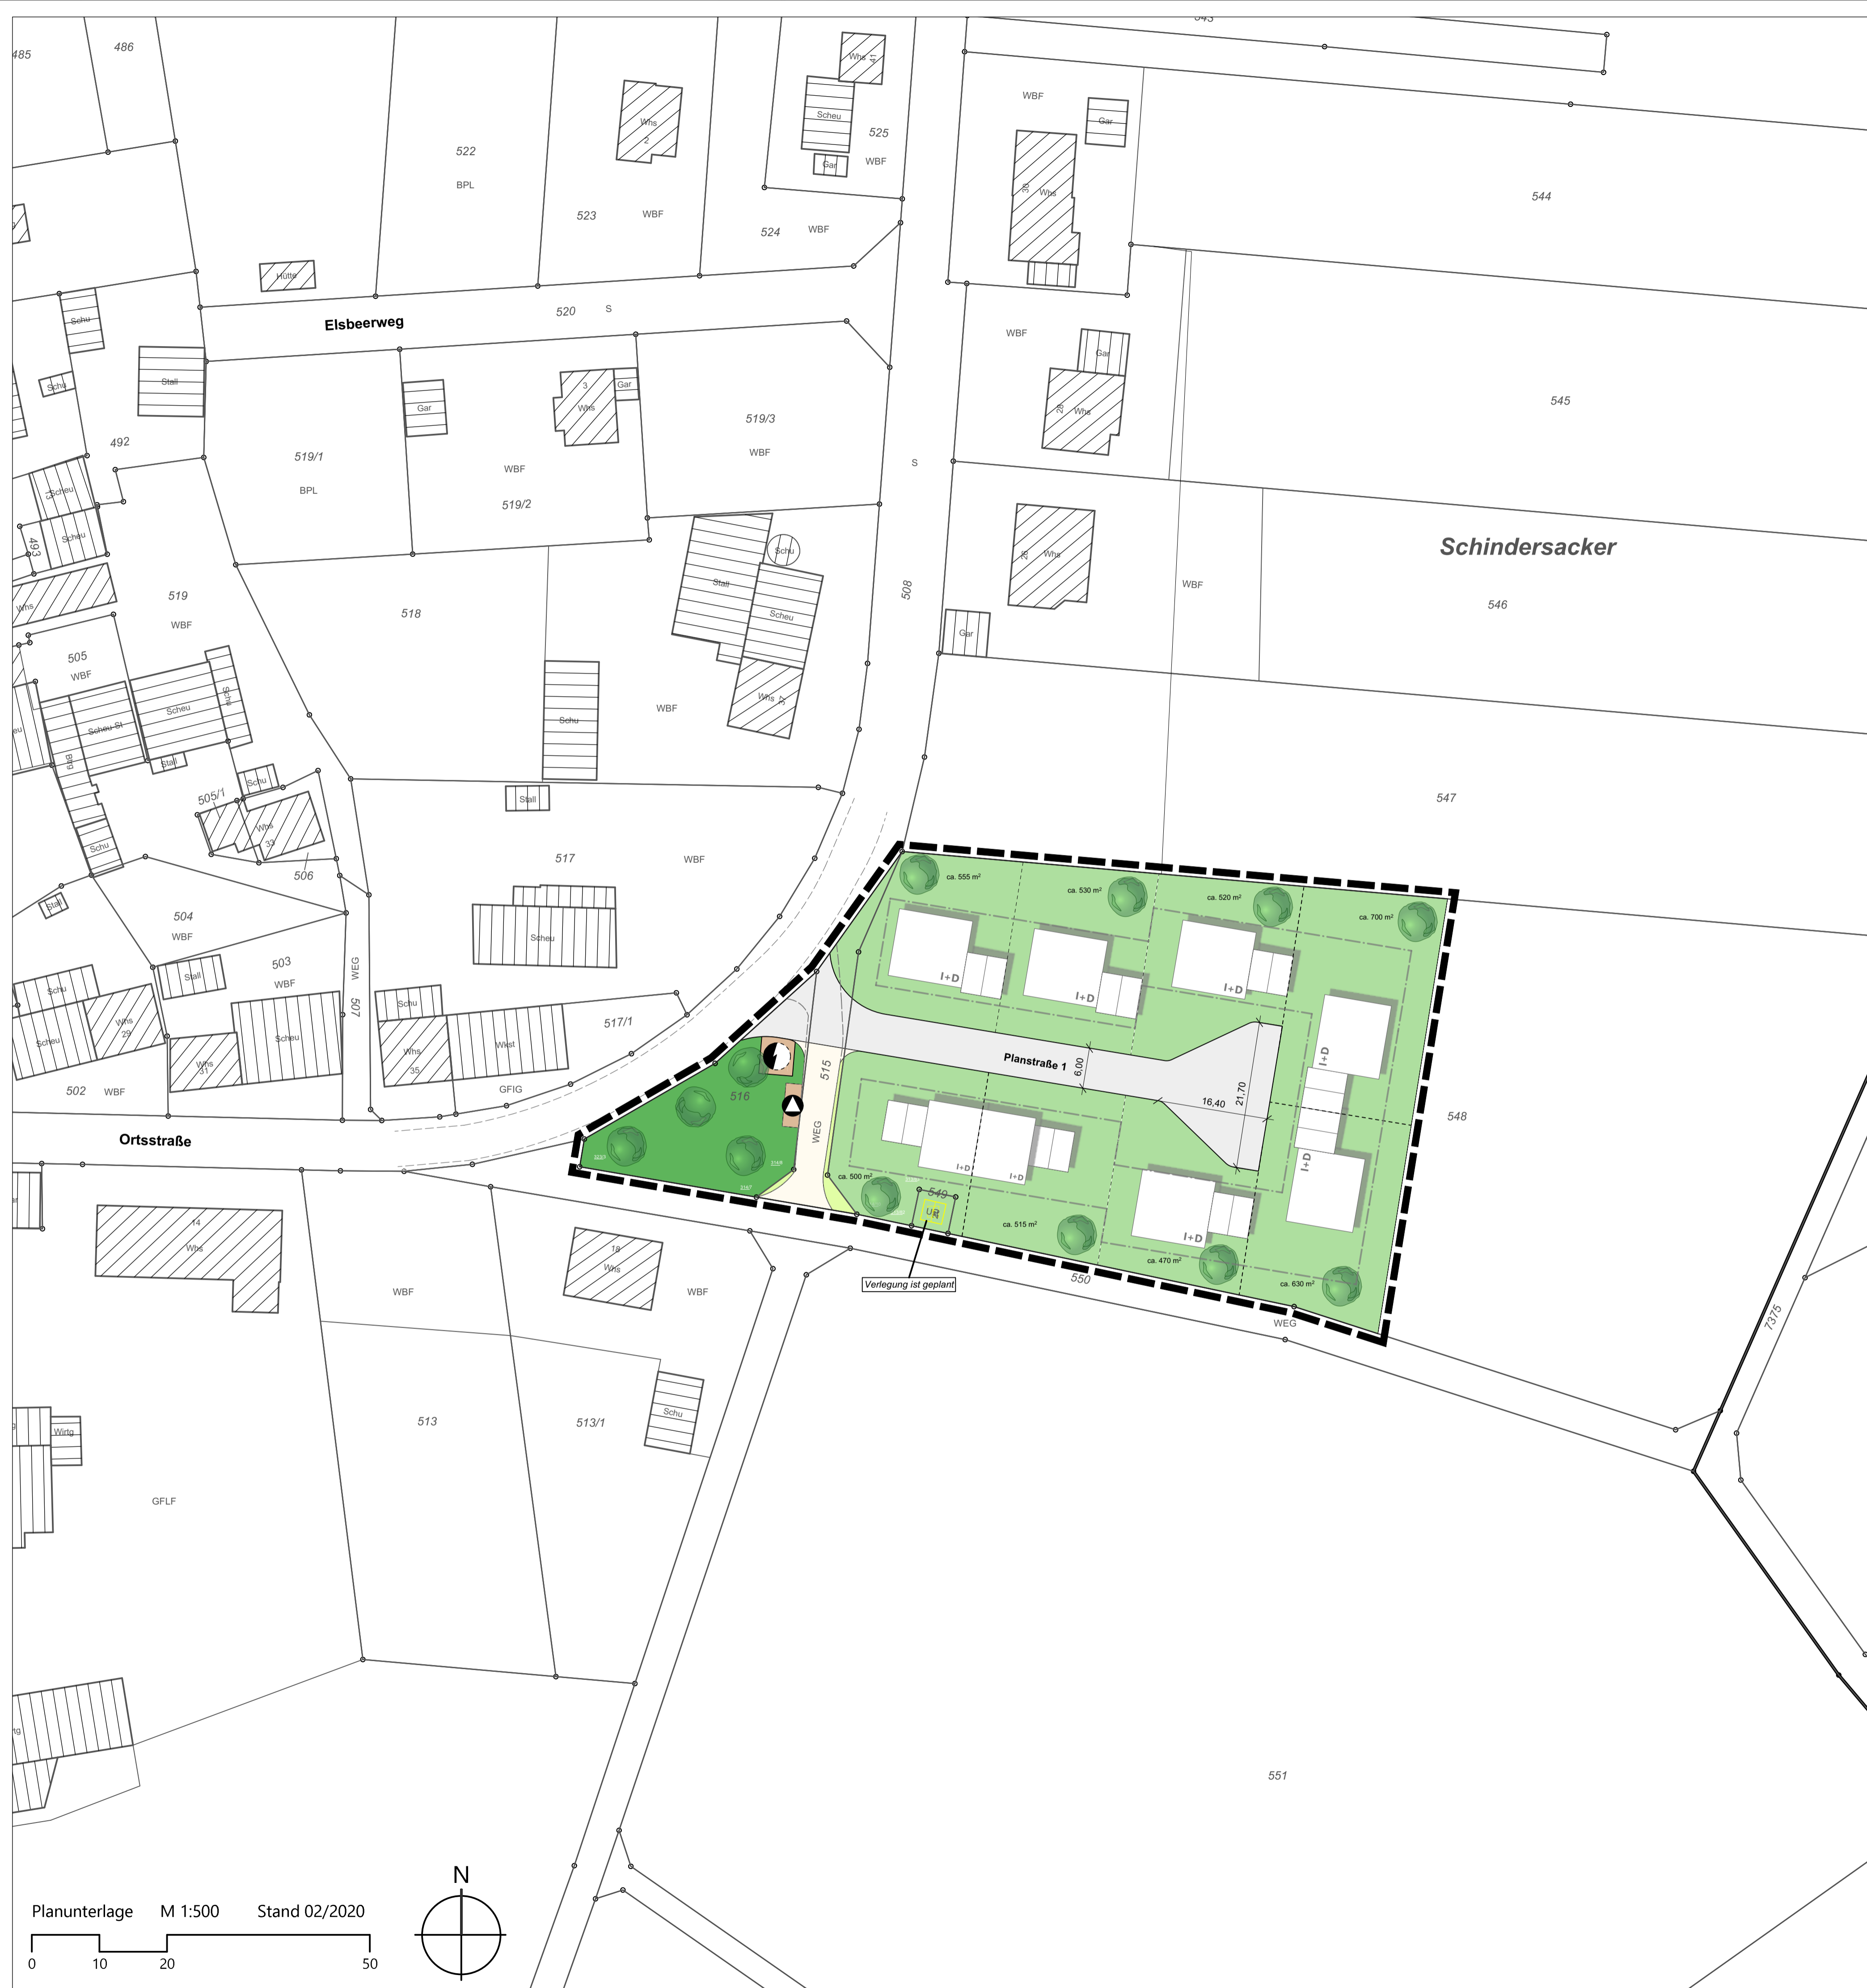 543
485
486
Whs 41
Scheu
525
Gar
WBF
522
BPL
Whs
2
523
WBF
524
WBF
WBF
Gar
30
Whs
544
Hütte
Elsbeerweg
520
S
Schu
Stall
Schu
492
519/1
BPL
Gar
3
Whs
Gar
WBF
519/2
519/3
WBF
S
WBF
Gar
28
Whs
545
Scheu
Scheu
493
Whs
519
WBF
518
Stall
Schu
Scheu
508
Whs
Gar
WBF
Schindersacker
546
505
WBF
Schu
Scheu
Scheu-St
Stall
Schu
WBF
Whs 37
Schu
505/1
Whs
33
506
Schu
Stall
517
WBF
547
Stall
504
WBF
503
WBF
Stall
WEG
507
Scheu
Schu
Scheu
Whs
29
Whs
31
Scheu
Schu
Whs
35
Wkst
517/1
GFIG
502
WBF
Ortsstraße
ca. 555 m²
ca. 530 m²
ca. 520 m²
ca. 700 m²
I+D
I+D
I+D
I+D
Planstraße 1
6,00
16,40
21,70
516
515
WEG
548
I+D
I+D
I+D
I+D
ca. 500 m²
549
ca. 515 m²
ca. 470 m²
ca. 630 m²
Verlegung ist geplant
550
WEG
7375
14
Whs
18
Whs
WBF
WBF
513
513/1
Schu
Wirtg
GFLF
551
N
Planunterlage M 1:500 Stand 02/2020
0 10 20 50